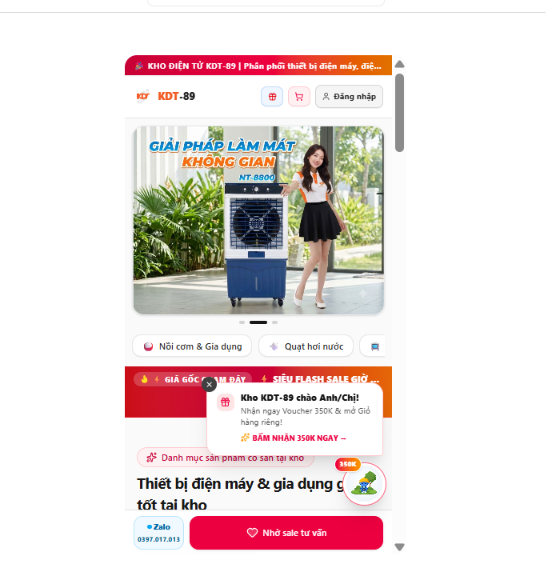 KHO ĐIỆN TỬ KDT-89 | Phân phối thiết bị điện máy, điệ...
KDT
KDT-89
Đăng nhập
GIẢI PHÁP LÀM MÁT
KHÔNG GIAN
NT-8800
Nồi cơm & Gia dụng
Quạt hơi nước
GIÁ GỐC
M ĐÁY
SIÊU FLASH SALE GIỜ ...
Kho KDT-89 chào Anh/Chị!
Nhận ngay Voucher 350K & mở Giỏ
hàng riêng!
BẤM NHẬN 350K NGAY →
Danh mục sản phẩm có sẵn tại kho
350K
Thiết bị điện máy & gia dụng g
tốt tại kho
Zalo
0397.017.013
Nhờ sale tư vấn